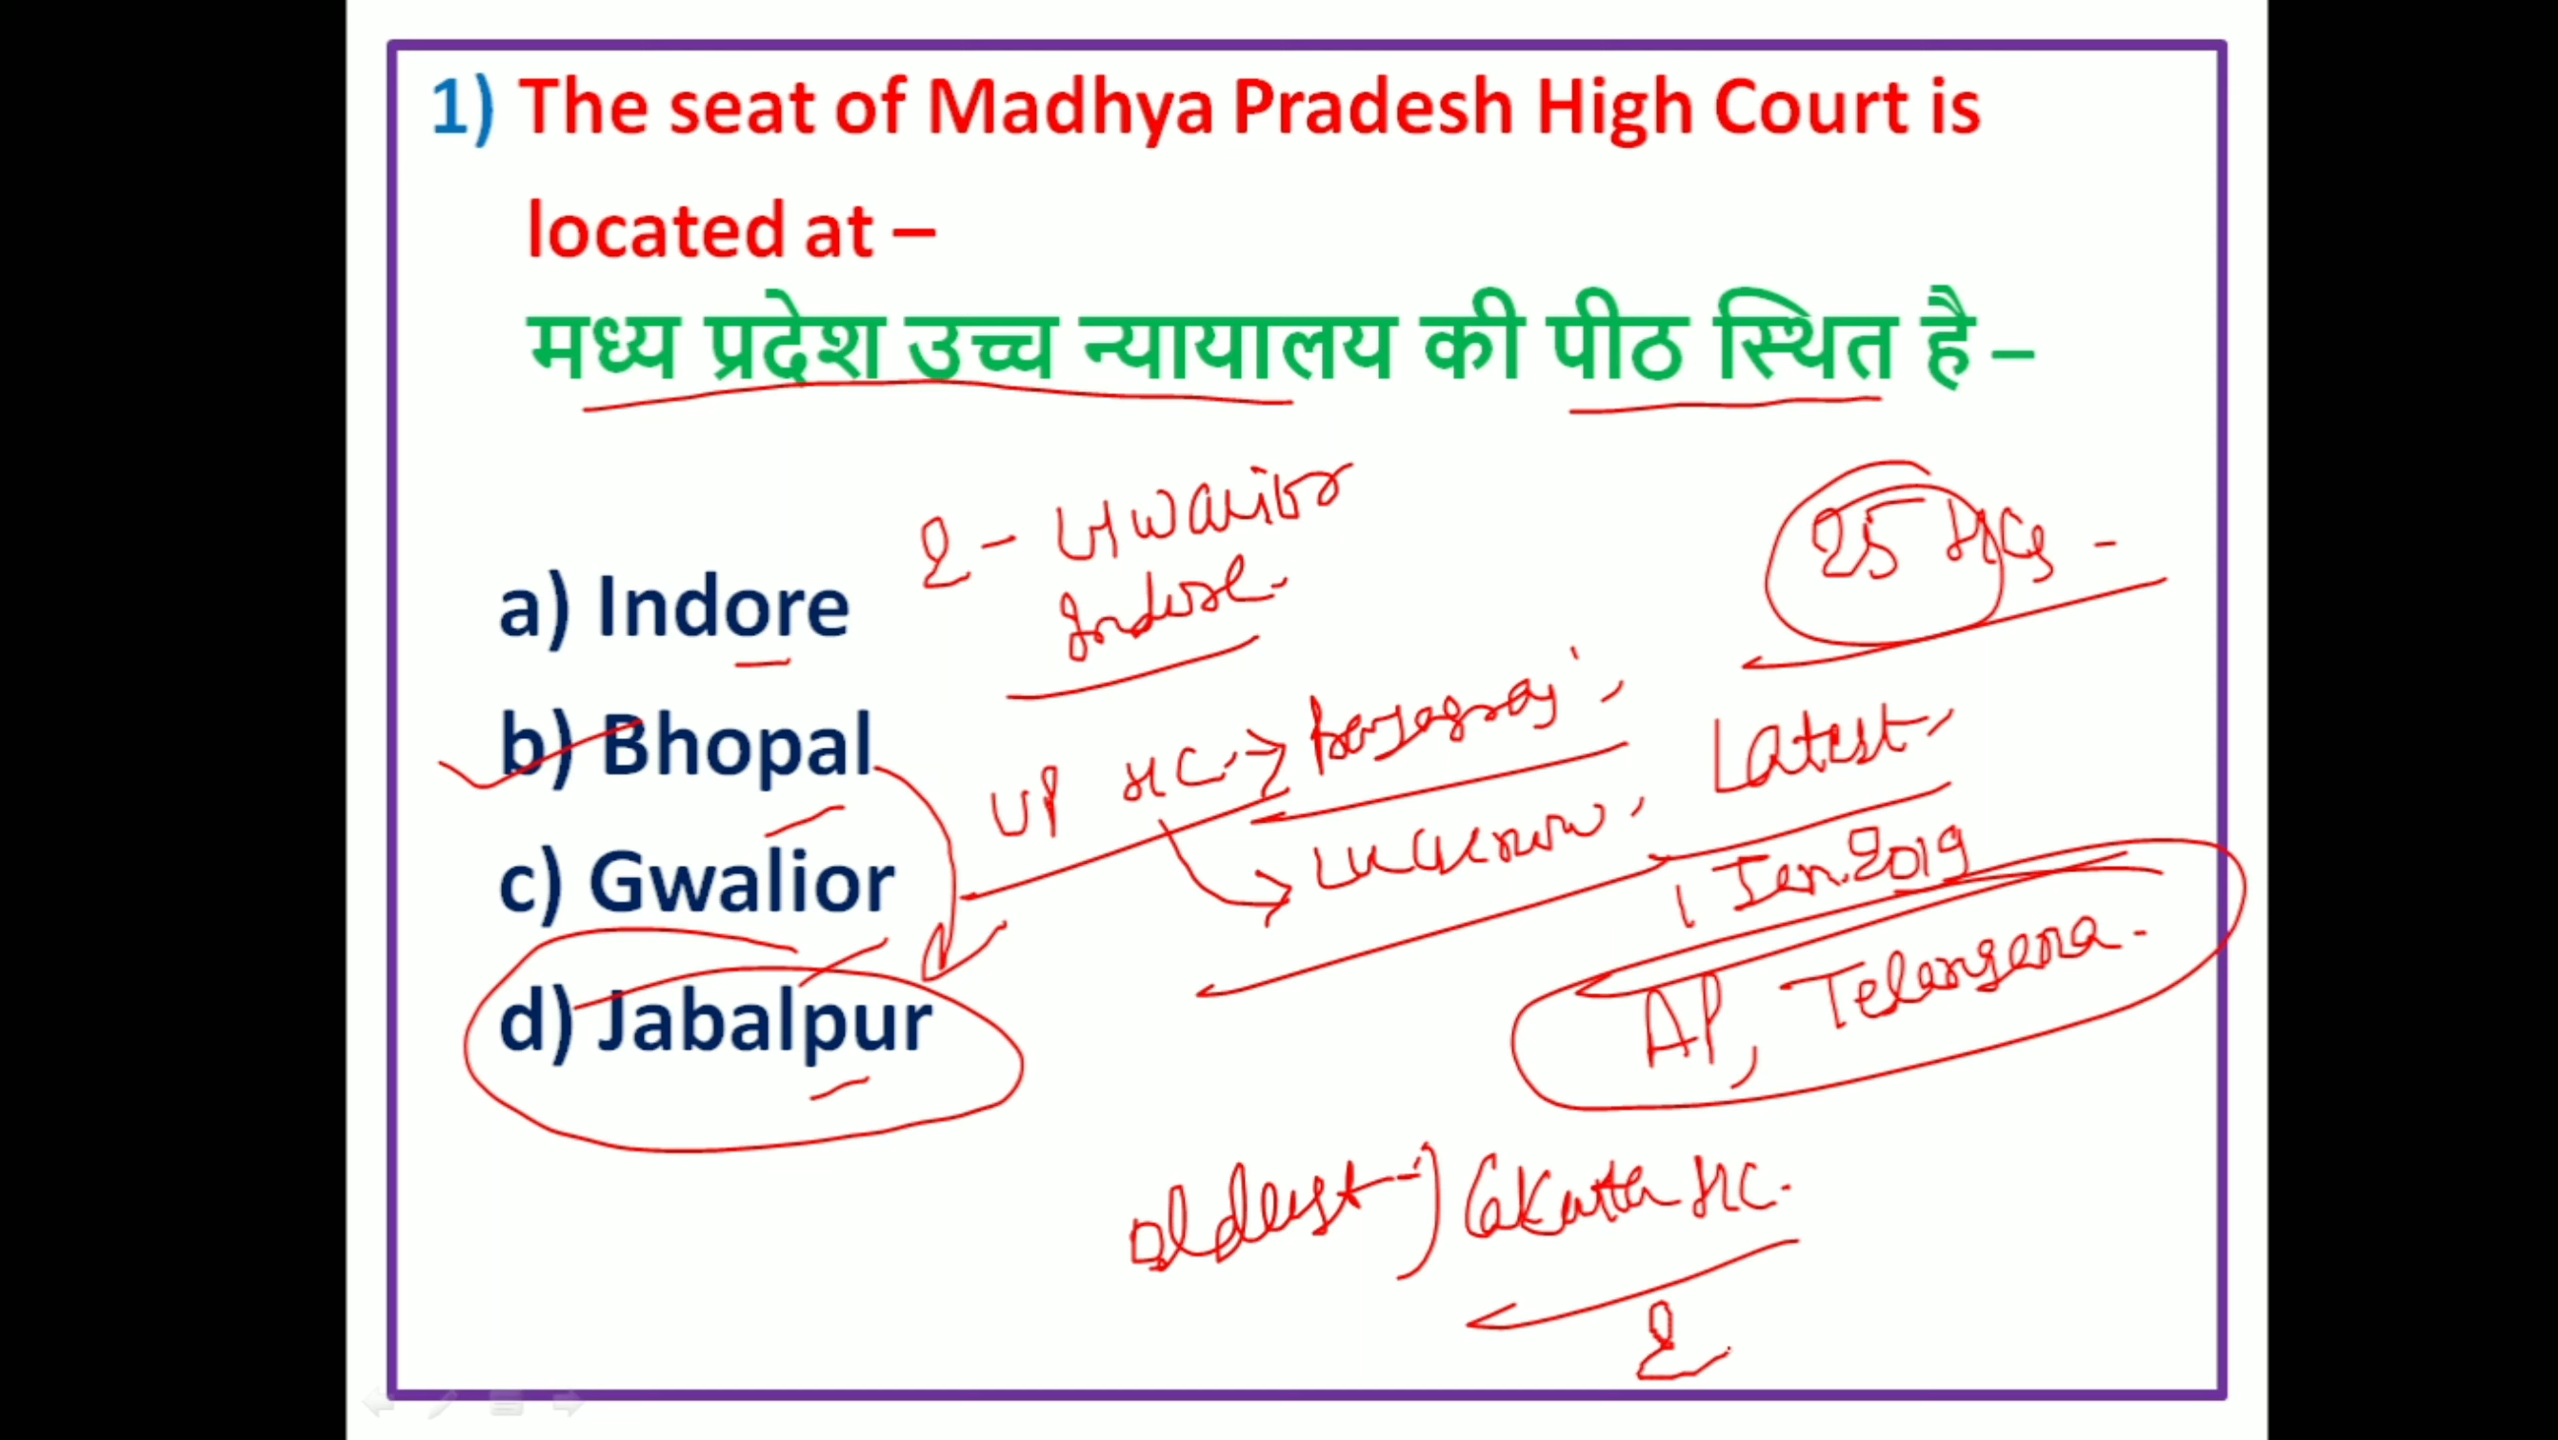 1) The seat of Madhya Pradesh High Court is
located at –
मध्य प्रदेश उच्च न्यायालय की पीठ स्थित है –
2 - Gwalior
25 HCs -
a) Indore
Indore -
b) Bhopal
UP HC → Prayagraj
Latest
→ Lucknow
c) Gwalior
1 Jan. 2019
d) Jabalpur
AP, Telangana -
oldest → Calcutta HC.
2